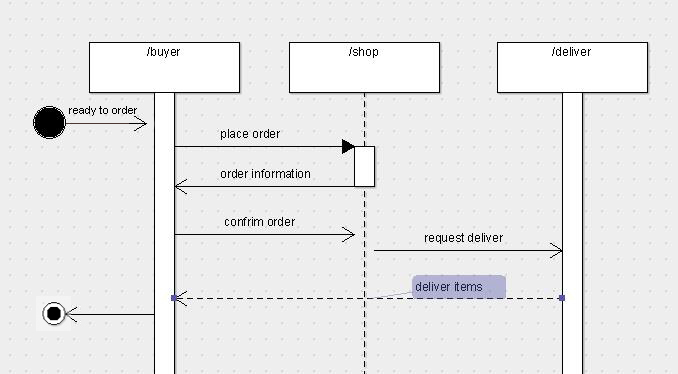 /buyer
/shop
/deliver
ready to order
place order
order information
confrim order
request deliver
deliver items